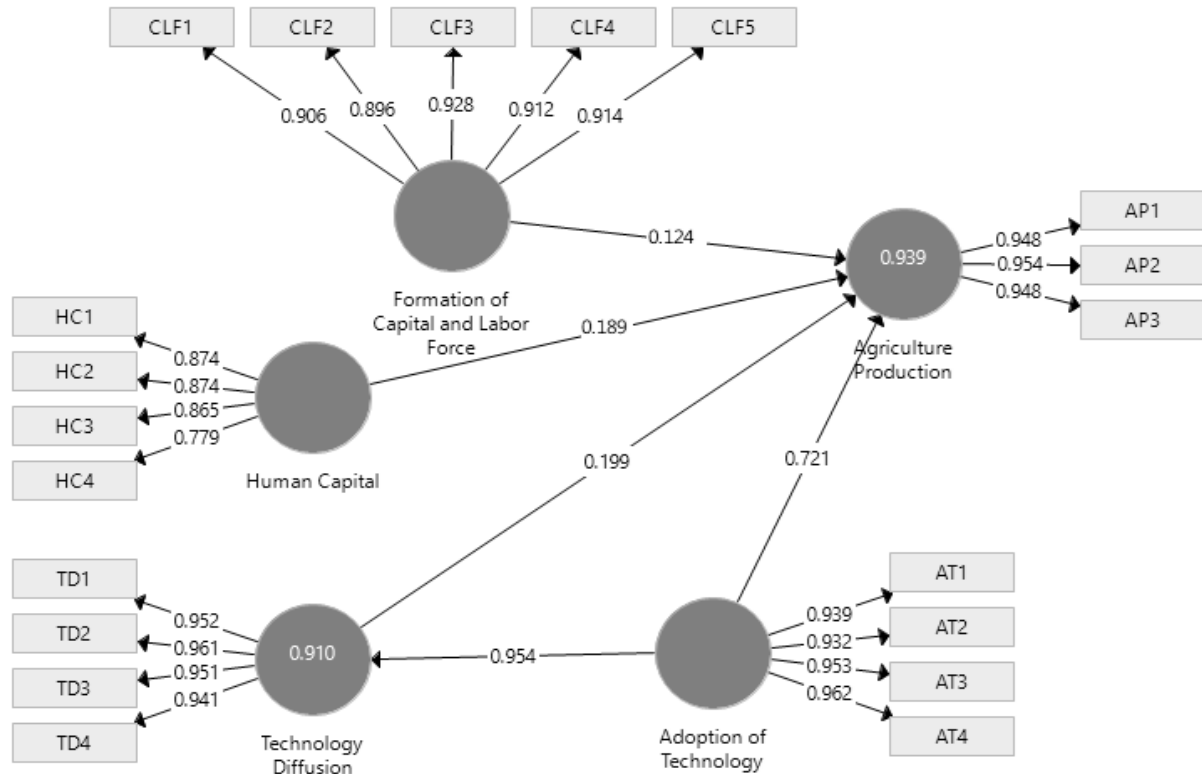 CLF1
CLF2
CLF3
CLF4
CLF5
0.906
0.896
0.928
0.912
0.914
Formation of
Capital and Labor
Force
0.124
0.939
Agriculture
Production
0.948
0.954
0.948
AP1
AP2
AP3
HC1
HC2
HC3
HC4
0.874
0.874
0.865
0.779
Human Capital
0.189
0.199
0.721
TD1
TD2
TD3
TD4
0.952
0.961
0.951
0.941
0.910
Technology
Diffusion
0.954
Adoption of
Technology
0.939
0.932
0.953
0.962
AT1
AT2
AT3
AT4